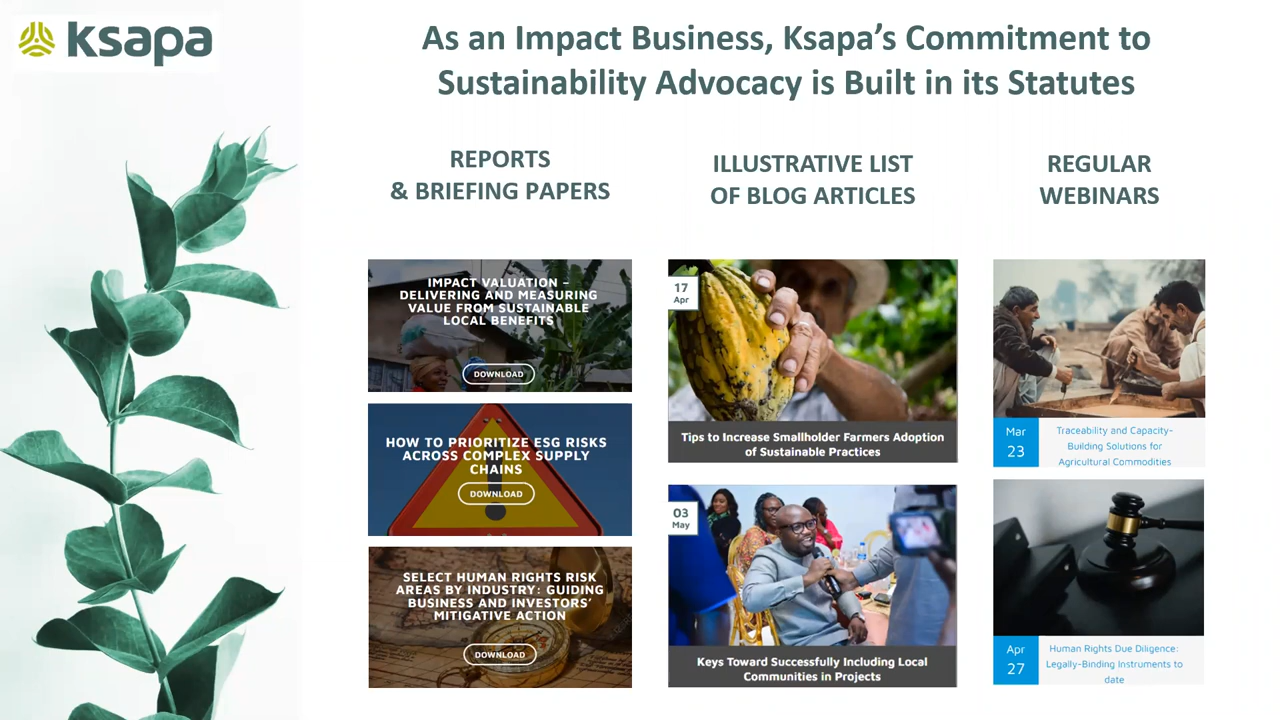 ksapa
As an Impact Business, Ksapa’s Commitment to
Sustainability Advocacy is Built in its Statutes
REPORTS
& BRIEFING PAPERS
IMPACT VALUATION –
DELIVERING AND MEASURING
VALUE FROM SUSTAINABLE
LOCAL BENEFITS
DOWNLOAD
HOW TO PRIORITIZE ESG RISKS
ACROSS COMPLEX SUPPLY
CHAINS
DOWNLOAD
SELECT HUMAN RIGHTS RISK
AREAS BY INDUSTRY: GUIDING
BUSINESS AND INVESTORS’
MITIGATIVE ACTION
DOWNLOAD
ILLUSTRATIVE LIST
OF BLOG ARTICLES
17
Apr
Tips to Increase Smallholder Farmers Adoption
of Sustainable Practices
03
May
Keys Toward Successfully Including Local
Communities in Projects
REGULAR
WEBINARS
Mar
23
Traceability and Capacity-
Building Solutions for
Agricultural Commodities
Apr
27
Human Rights Due Diligence:
Legally-Binding Instruments to
date